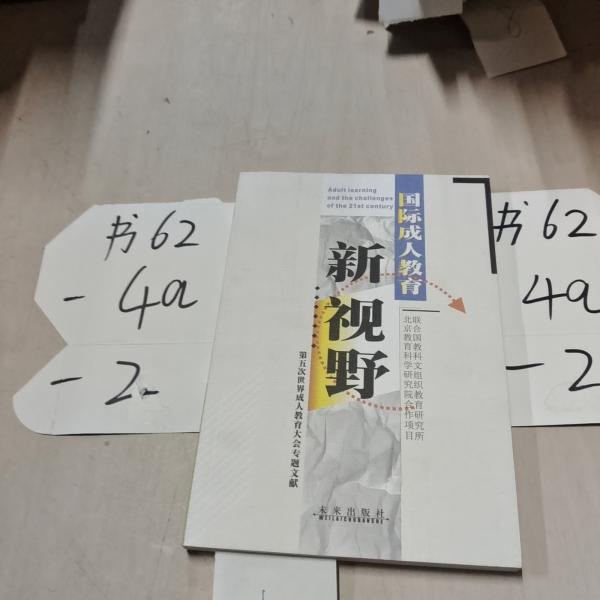 8
书62
-4a
-2-
Adult learning
and the challenges
of the 21st century
国际成人教育
新视野
联合国教科文组织教育研究所
北京教育科学研究院合作项目
第五次世界成人教育大会专题文献
未来出版社
WEILAICHUBANSHE
书62
4a
-2